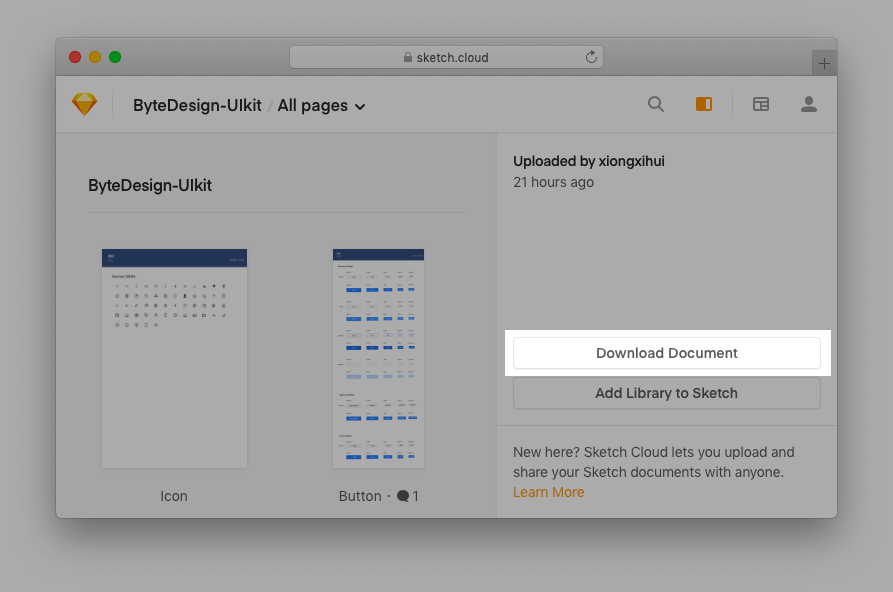 sketch.cloud
ByteDesign-UIkit / All pages
ByteDesign-UIkit
Uploaded by xiongxihui
21 hours ago
Download Document
Add Library to Sketch
Icon
Button · 1
New here? Sketch Cloud lets you upload and
share your Sketch documents with anyone.
Learn More